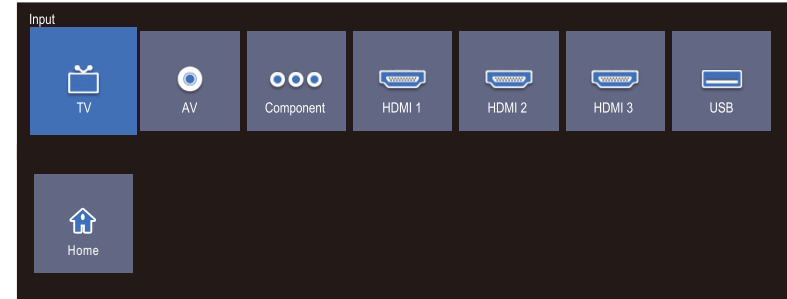 Input
TV
AV
Component
HDMI 1
HDMI 2
HDMI 3
USB
Home